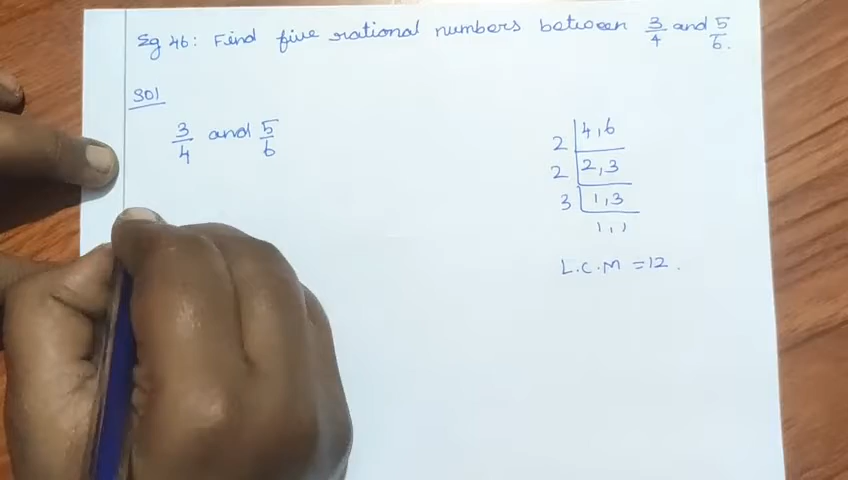 Eg 46: Find five rational numbers between 3/4 and 5/6.
Sol
3/4 and 5/6
2 | 4, 6
2 | 2, 3
3 | 1, 3
1, 1
L.C.M = 12.